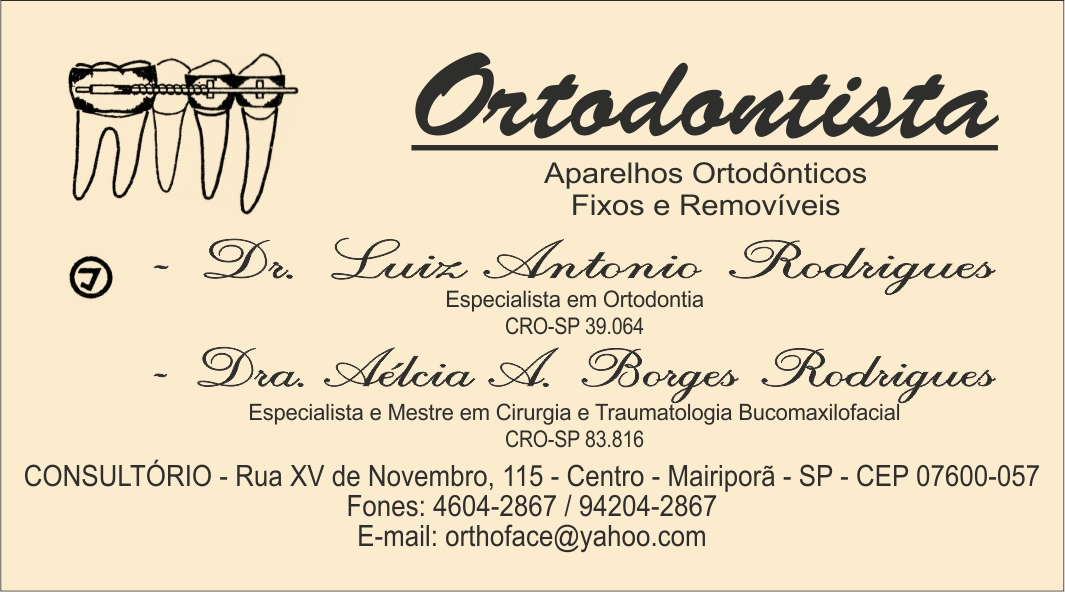 Ortodontista
Aparelhos Ortodônticos
Fixos e Removíveis
- Dr. Luiz Antonio Rodrigues
Especialista em Ortodontia
CRO-SP 39.064
- Dra. Aélcia A. Borges Rodrigues
Especialista e Mestre em Cirurgia e Traumatologia Bucomaxilofacial
CRO-SP 83.816
CONSULTÓRIO - Rua XV de Novembro, 115 - Centro - Mairiporã - SP - CEP 07600-057
Fones: 4604-2867 / 94204-2867
E-mail: orthoface@yahoo.com